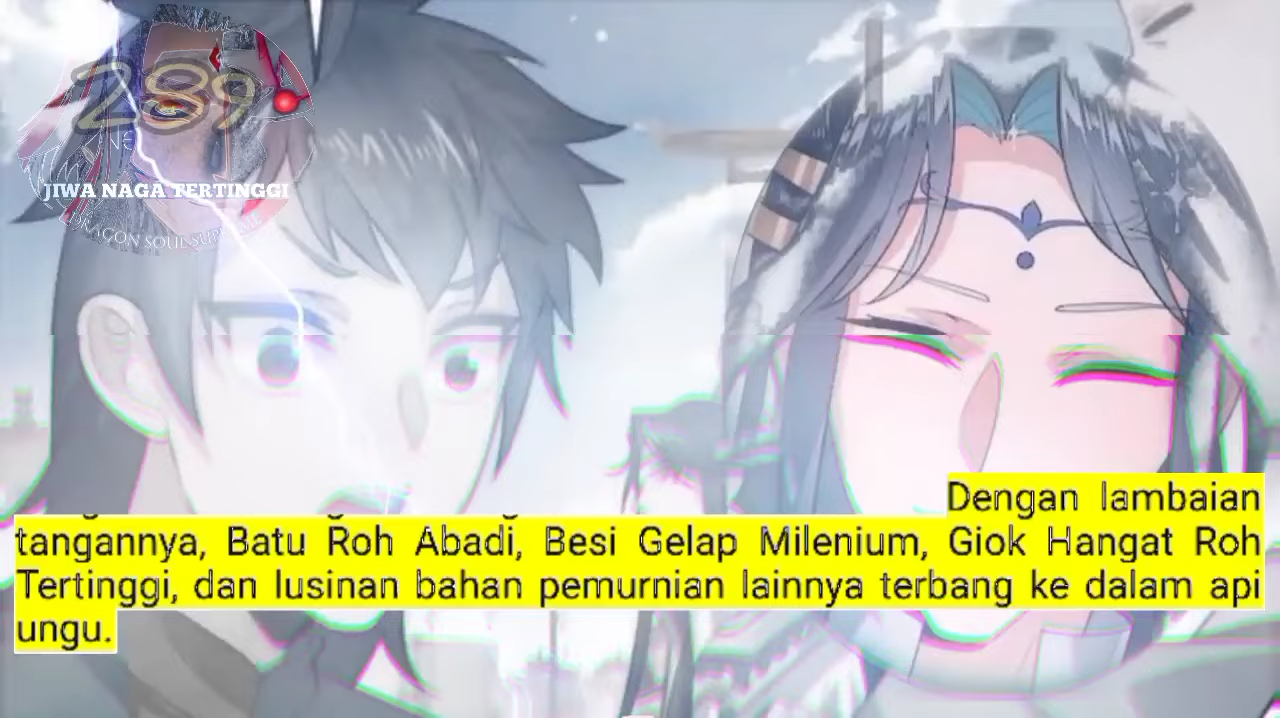 289
JIWA NAGA TERTINGGI
DRAGON SOUL SUPREME
Dengan lambaian
tangannya, Batu Roh Abadi, Besi Gelap Milenium, Giok Hangat Roh
Tertinggi, dan lusinan bahan pemurnian lainnya terbang ke dalam api
ungu.